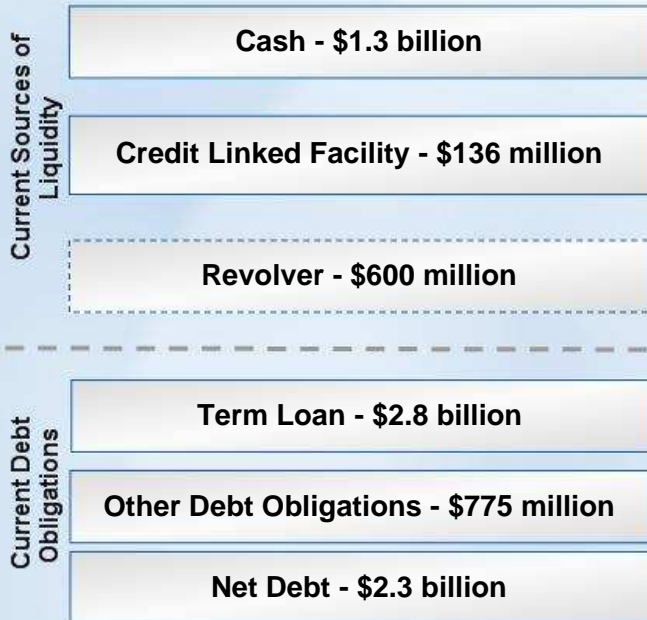 Current Sources of
Liquidity
Cash - $1.3 billion
Credit Linked Facility - $136 million
Revolver - $600 million
Current Debt
Obligations
Term Loan - $2.8 billion
Other Debt Obligations - $775 million
Net Debt - $2.3 billion